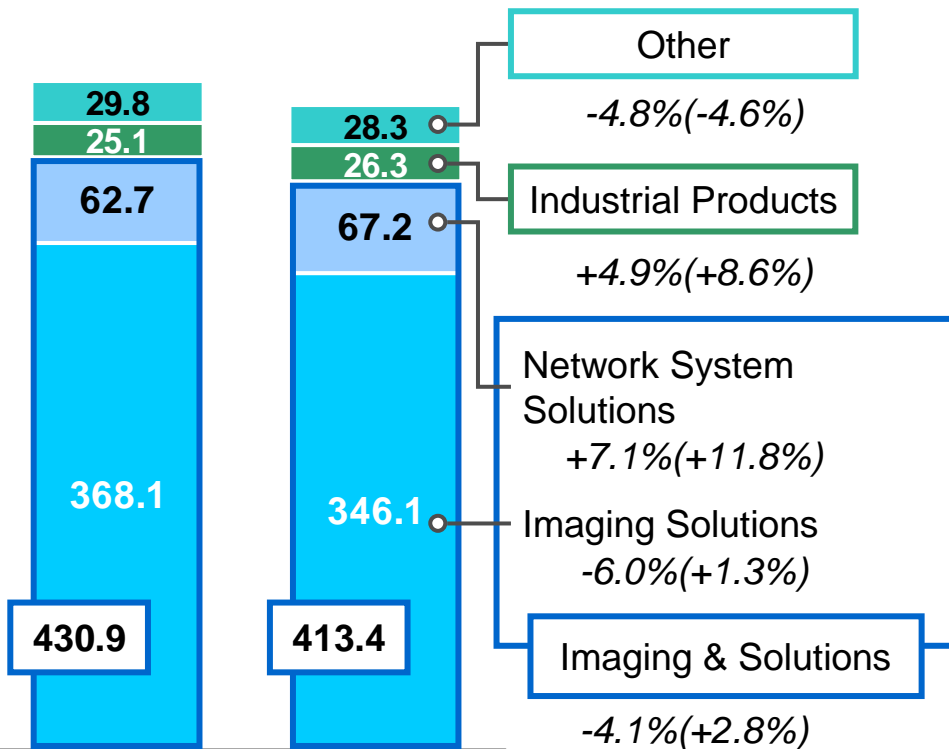 29.8
25.1
62.7
368.1
430.9
28.3
26.3
67.2
346.1
413.4
Other
-4.8%(-4.6%)
Industrial Products
+4.9%(+8.6%)
Network System
Solutions
+7.1%(+11.8%)
Imaging Solutions
-6.0%(+1.3%)
Imaging & Solutions
-4.1%(+2.8%)